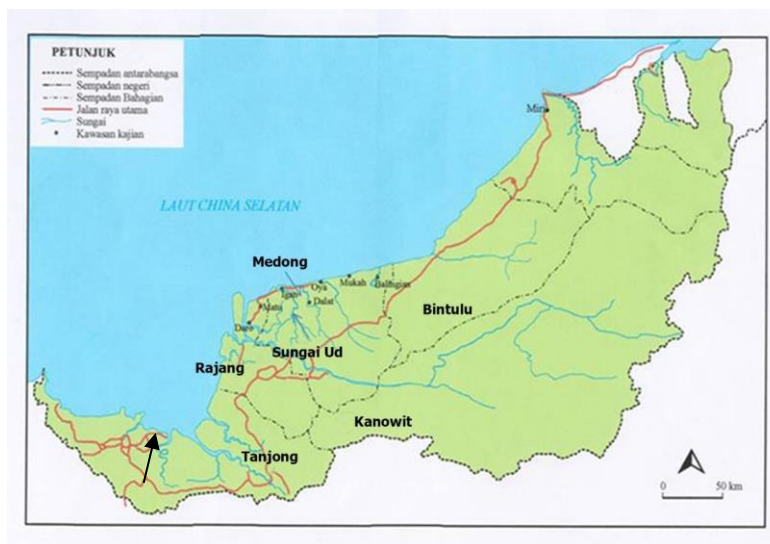 PETUNJUK
Sempadan antarabangsa
Sempadan negeri
Sempadan Bahagian
Jalan raya utama
Sungai
Kawasan kajian
Miri
LAUT CHINA SELATAN
Medong
Oya
Mukah
Balingian
Igan
Matu
Dalat
Bintulu
Daro
Sungai Ud
Rajang
Kanowit
Tanjong
0 50 km